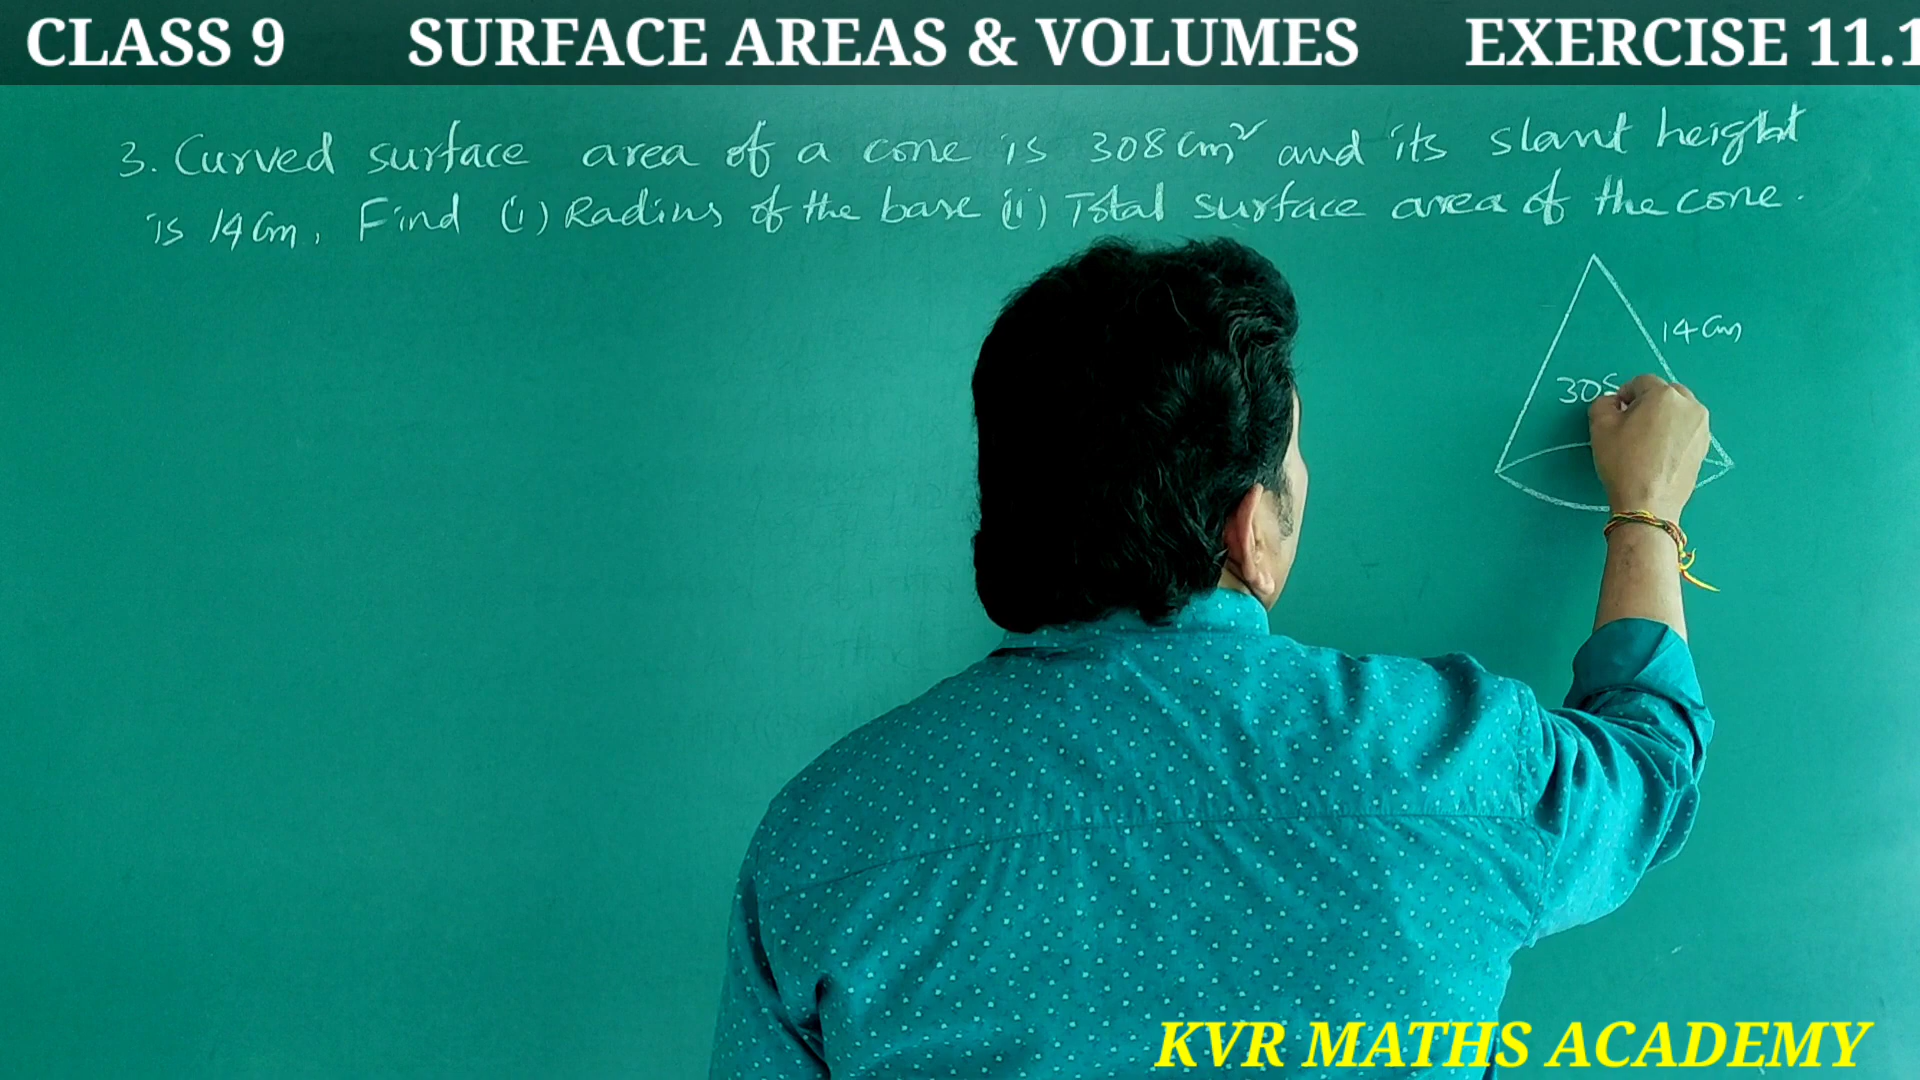 CLASS 9 SURFACE AREAS & VOLUMES EXERCISE 11.1
3. Curved surface area of a cone is 308 cm² and its slant height
is 14 cm. Find (i) Radius of the base (ii) Total surface area of the cone.
14 cm
308
KVR MATHS ACADEMY